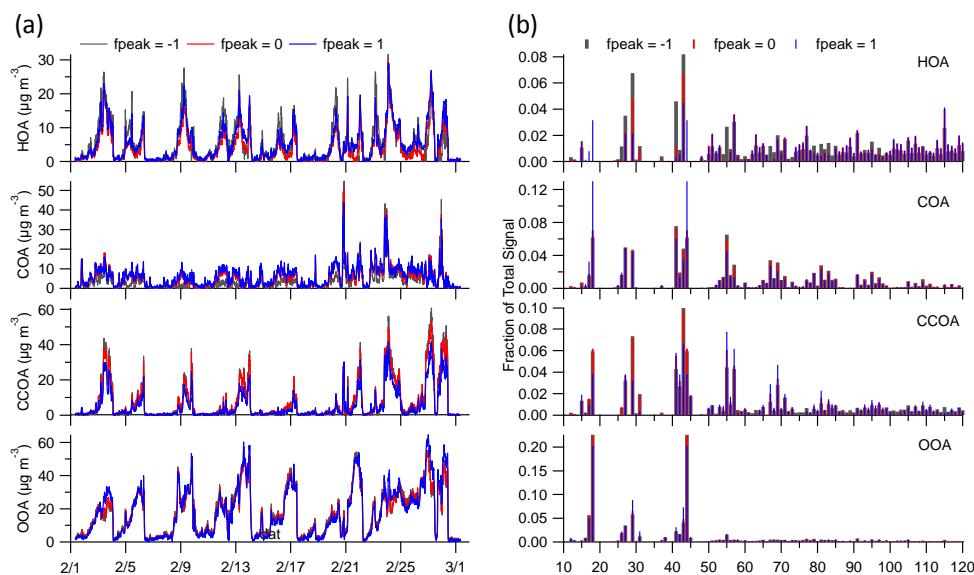 (a)
fpeak = -1 fpeak = 0 fpeak = 1
HOA (µg m-3)
30
20
10
0
COA (µg m-3)
50
40
30
20
10
0
CCOA (µg m-3)
60
40
20
0
OOA (µg m-3)
60
40
20
0
dat
2/1 2/5 2/9 2/13 2/17 2/21 2/25 3/1
(b)
fpeak = -1 fpeak = 0 fpeak = 1
Fraction of Total Signal
HOA
0.08
0.06
0.04
0.02
0.00
COA
0.12
0.08
0.04
0.00
CCOA
0.10
0.08
0.06
0.04
0.02
0.00
OOA
0.20
0.15
0.10
0.05
0.00
10 20 30 40 50 60 70 80 90 100 110 120